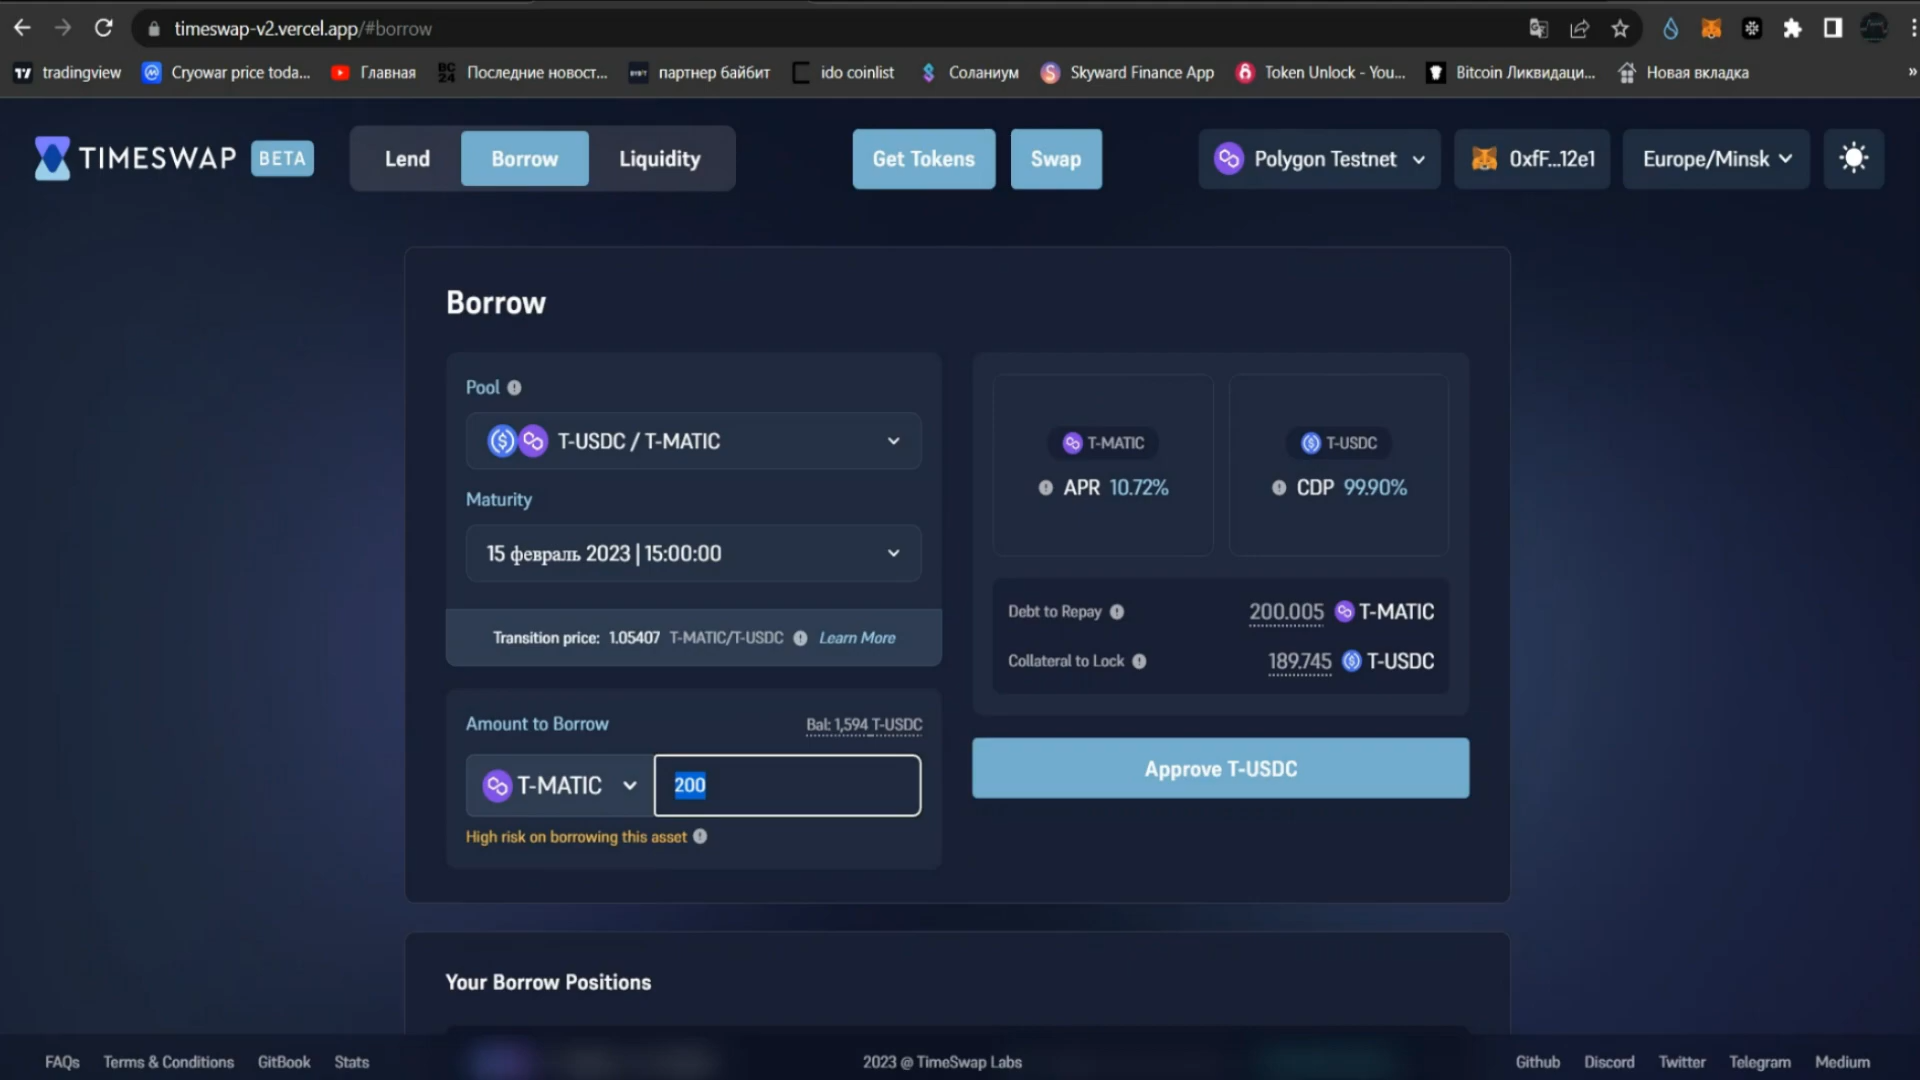 timeswap-v2.vercel.app/#borrow
tradingview
Cryowar price toda...
Главная
BC 24
Последние новост...
BYBIT
партнер байбит
ido coinlist
Соланиум
Skyward Finance App
Token Unlock - You...
Bitcoin Ликвидаци...
Новая вкладка
»
TIMESWAP BETA
Lend
Borrow
Liquidity
Get Tokens
Swap
Polygon Testnet
0xfF...12e1
Europe/Minsk
Borrow
Pool
T-USDC / T-MATIC
Maturity
15 февраль 2023 | 15:00:00
Transition price: 1.05407 T-MATIC/T-USDC Learn More
Amount to Borrow
Bal: 1,594 T-USDC
T-MATIC
200
High risk on borrowing this asset
T-MATIC
APR 10.72%
T-USDC
CDP 99.90%
Debt to Repay 200.005 T-MATIC
Collateral to Lock 189.745 T-USDC
Approve T-USDC
Your Borrow Positions
FAQs
Terms & Conditions
GitBook
Stats
2023 @ TimeSwap Labs
Github
Discord
Twitter
Telegram
Medium